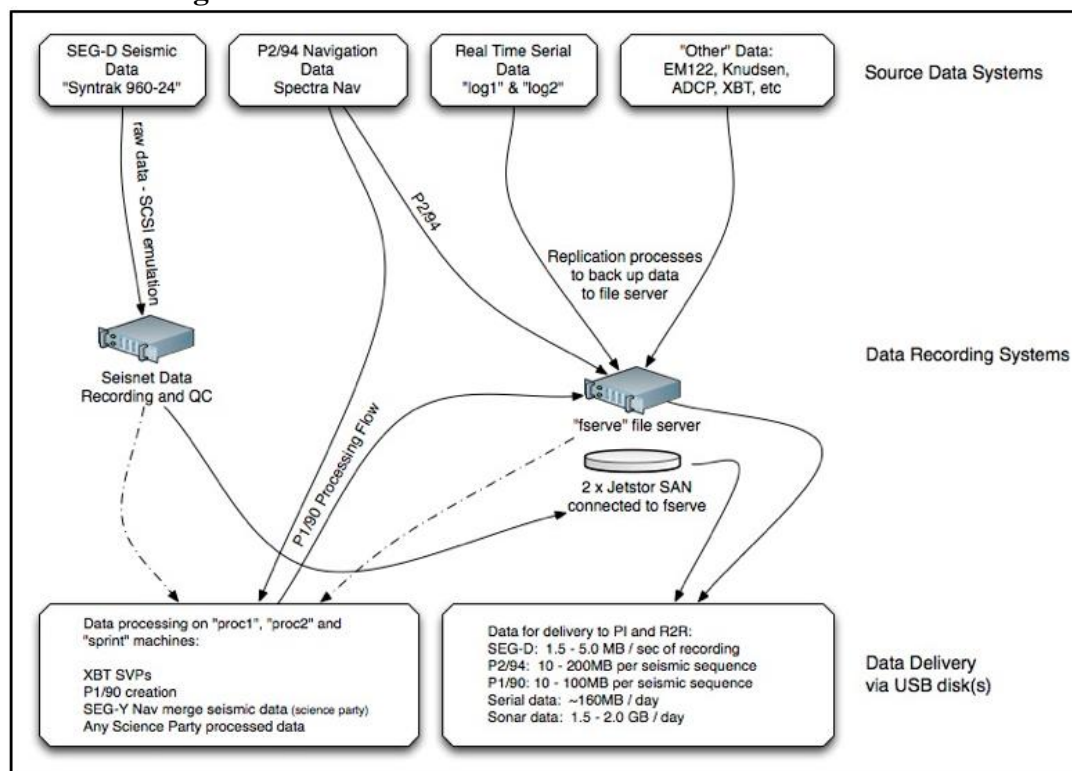 SEG-D Seismic
Data
"Syntrak 960-24"
P2/94 Navigation
Data
Spectra Nav
Real Time Serial
Data
"log1" & "log2"
"Other" Data:
EM122, Knudsen,
ADCP, XBT, etc
Source Data Systems
raw data - SCSI emulation
P2/94
Replication processes
to back up data
to file server
Seisnet Data
Recording and QC
Data Recording Systems
"fserve" file server
P1/90 Processing Flow
2 x Jetstor SAN
connected to fserve
Data processing on "proc1", "proc2" and
"sprint" machines:
XBT SVPs
P1/90 creation
SEG-Y Nav merge seismic data (science party)
Any Science Party processed data
Data for delivery to PI and R2R:
SEG-D: 1.5 - 5.0 MB / sec of recording
P2/94: 10 - 200MB per seismic sequence
P1/90: 10 - 100MB per seismic sequence
Serial data: ~160MB / day
Sonar data: 1.5 - 2.0 GB / day
Data Delivery
via USB disk(s)